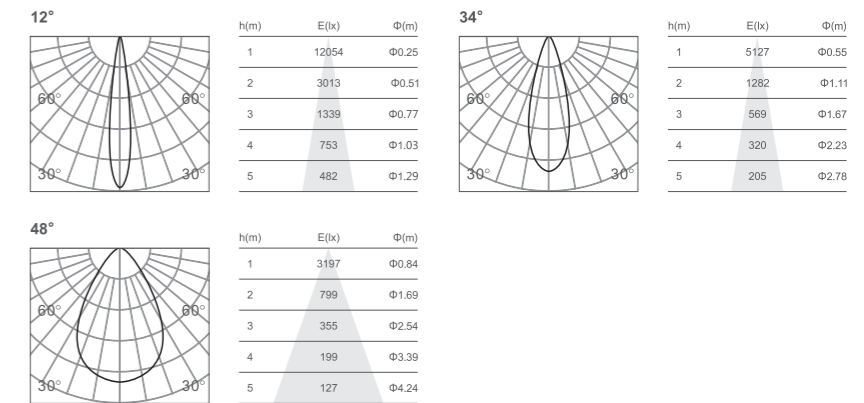 12°
60° 60°
30° 30°
h(m) E(lx) Φ(m)
1 12054 Φ0.25
2 3013 Φ0.51
3 1339 Φ0.77
4 753 Φ1.03
5 482 Φ1.29
34°
60° 60°
30° 30°
h(m) E(lx) Φ(m)
1 5127 Φ0.55
2 1282 Φ1.11
3 569 Φ1.67
4 320 Φ2.23
5 205 Φ2.78
48°
60° 60°
30° 30°
h(m) E(lx) Φ(m)
1 3197 Φ0.84
2 799 Φ1.69
3 355 Φ2.54
4 199 Φ3.39
5 127 Φ4.24